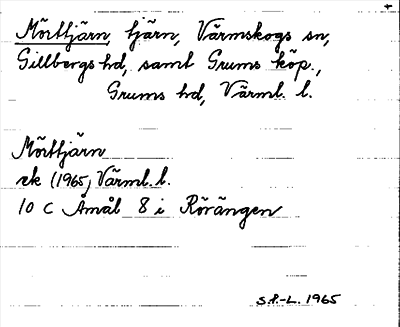 Mörttjärn, tjärn, Värmskogs sn,
Gillbergs hd, samt Grums köp.,
Grums hd, Värml. l.
Mörttjärn
ek (1965) Värml. l.
10 C Åmål 8 i Rörängen
S.P.-L. 1965